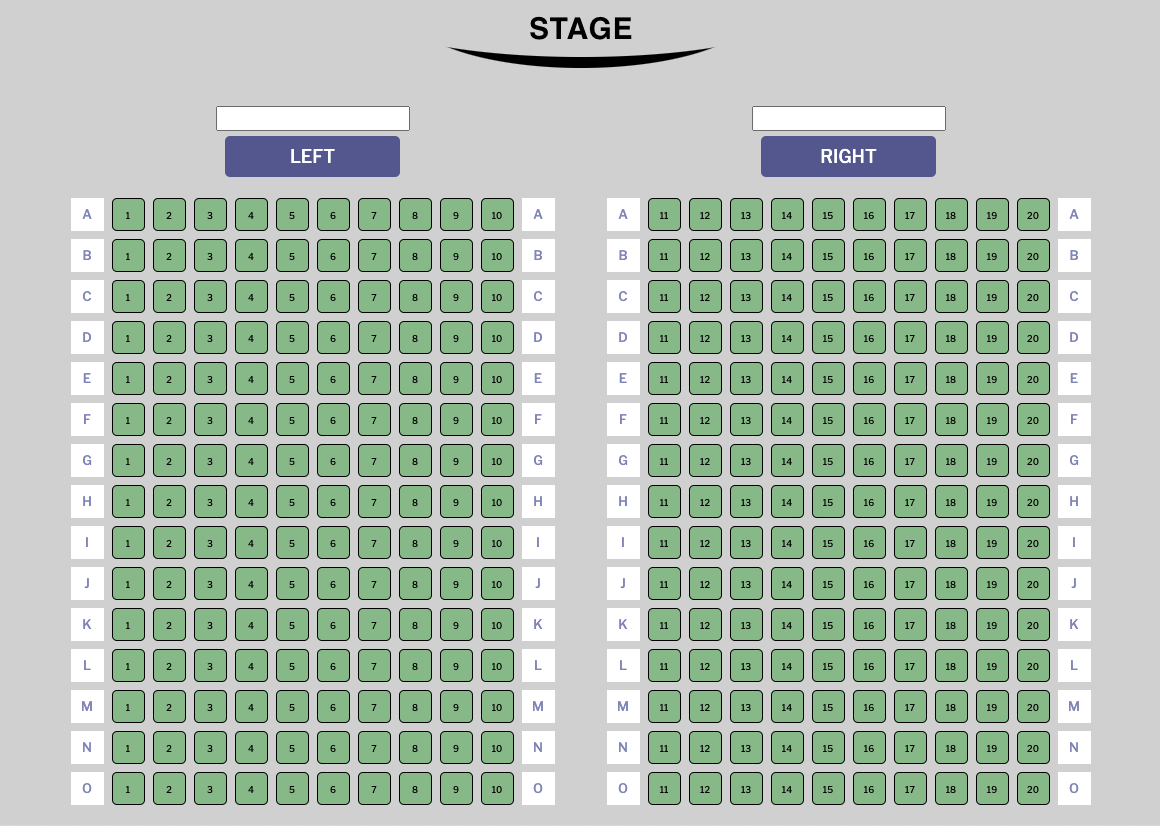 STAGE
LEFT RIGHT
A 1 2 3 4 5 6 7 8 9 10 A A 11 12 13 14 15 16 17 18 19 20 A
B 1 2 3 4 5 6 7 8 9 10 B B 11 12 13 14 15 16 17 18 19 20 B
C 1 2 3 4 5 6 7 8 9 10 C C 11 12 13 14 15 16 17 18 19 20 C
D 1 2 3 4 5 6 7 8 9 10 D D 11 12 13 14 15 16 17 18 19 20 D
E 1 2 3 4 5 6 7 8 9 10 E E 11 12 13 14 15 16 17 18 19 20 E
F 1 2 3 4 5 6 7 8 9 10 F F 11 12 13 14 15 16 17 18 19 20 F
G 1 2 3 4 5 6 7 8 9 10 G G 11 12 13 14 15 16 17 18 19 20 G
H 1 2 3 4 5 6 7 8 9 10 H H 11 12 13 14 15 16 17 18 19 20 H
I 1 2 3 4 5 6 7 8 9 10 I I 11 12 13 14 15 16 17 18 19 20 I
J 1 2 3 4 5 6 7 8 9 10 J J 11 12 13 14 15 16 17 18 19 20 J
K 1 2 3 4 5 6 7 8 9 10 K K 11 12 13 14 15 16 17 18 19 20 K
L 1 2 3 4 5 6 7 8 9 10 L L 11 12 13 14 15 16 17 18 19 20 L
M 1 2 3 4 5 6 7 8 9 10 M M 11 12 13 14 15 16 17 18 19 20 M
N 1 2 3 4 5 6 7 8 9 10 N N 11 12 13 14 15 16 17 18 19 20 N
O 1 2 3 4 5 6 7 8 9 10 O O 11 12 13 14 15 16 17 18 19 20 O